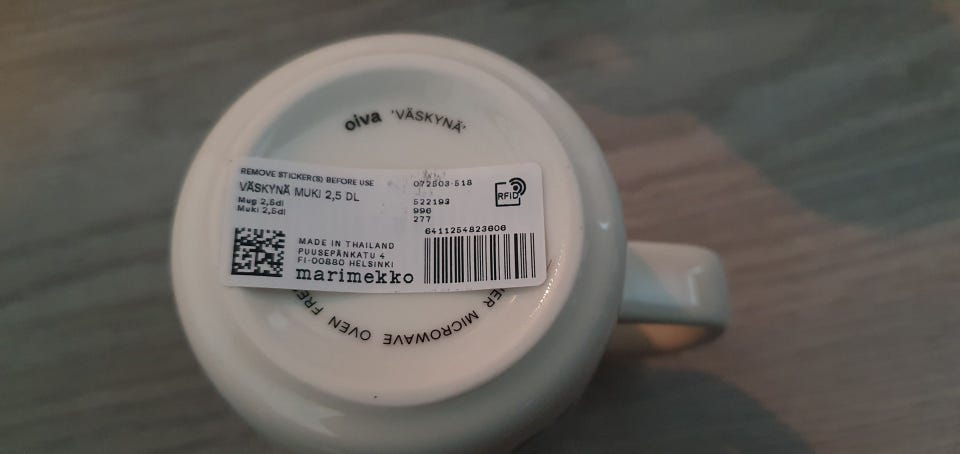 oiva 'VÄSKYNÄ'
REMOVE STICKER(S) BEFORE USE
VÄSKYNÄ MUKI 2,5 DL
Mug 2,5dl
Muki 2,5dl
072503-518
522193
996
277
RFID
6411254823606
MADE IN THAILAND
PUUSEPÄNKATU 4
FI-00880 HELSINKI
marimekko
MICROWAVE OVEN